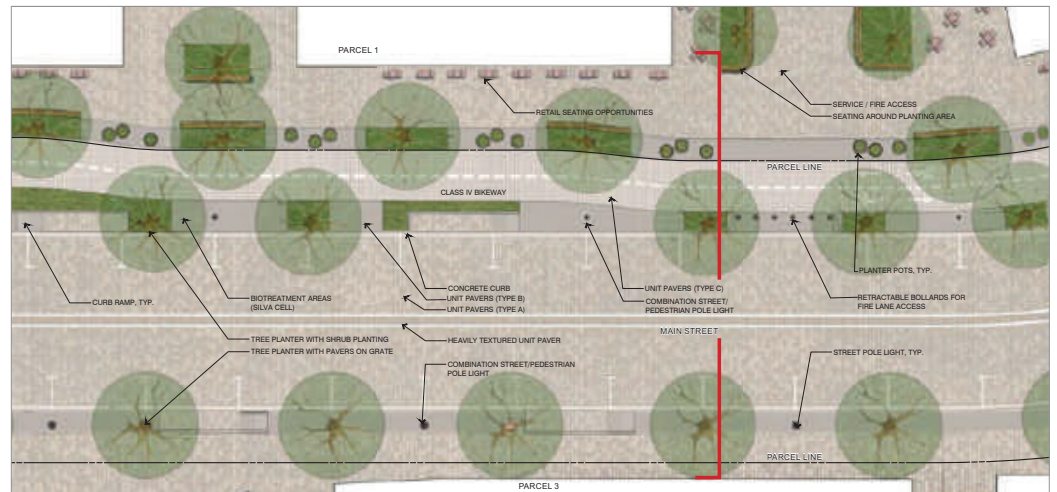 PARCEL 1
RETAIL SEATING OPPORTUNITIES
SERVICE / FIRE ACCESS
SEATING AROUND PLANTING AREA
PARCEL LINE
CLASS IV BIKEWAY
PLANTER POTS, TYP.
CURB RAMP, TYP.
BIOTREATMENT AREAS
(SILVA CELL)
CONCRETE CURB
UNIT PAVERS (TYPE B)
UNIT PAVERS (TYPE A)
UNIT PAVERS (TYPE C)
COMBINATION STREET/
PEDESTRIAN POLE LIGHT
RETRACTABLE BOLLARDS FOR
FIRE LANE ACCESS
MAIN STREET
TREE PLANTER WITH SHRUB PLANTING
TREE PLANTER WITH PAVERS ON GRATE
HEAVILY TEXTURED UNIT PAVER
COMBINATION STREET/PEDESTRIAN
POLE LIGHT
STREET POLE LIGHT, TYP.
PARCEL LINE
PARCEL 3